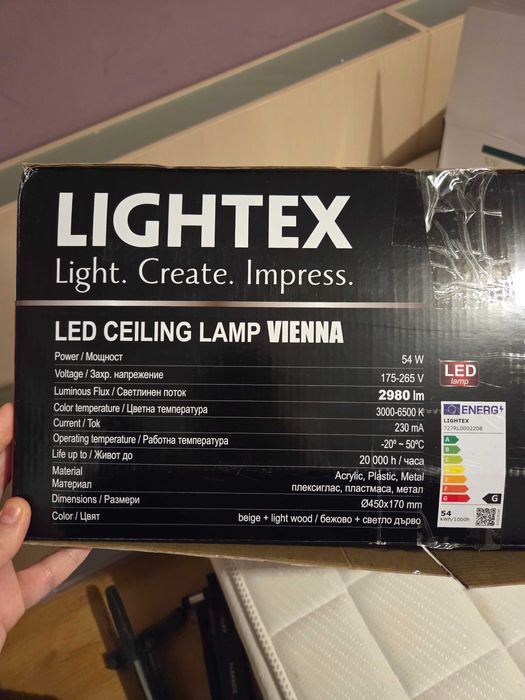 LIGHTEX
Light. Create. Impress.
LED CEILING LAMP VIENNA
Power / Мощност 54 W
Voltage / Захр. напрежение 175-265 V
Luminous Flux / Светлинен поток 2980 lm
Color temperature / Цветна температура 3000-6500 K
Current / Tok 230 mA
Operating temperature / Работна температура -20° ~ 50°C
Life up to / Живот до 20 000 h / часа
Material Acrylic, Plastic, Metal
Материал плексиглас, пластмаса, метал
Dimensions / Размери Ø450x170 mm
Color / Цвят beige + light wood / бежово + светло дърво
LED
lamp
ENERG
LIGHTEX
727RL0002208
A
B
C
D
E
F
G
G
54
kWh/1000h